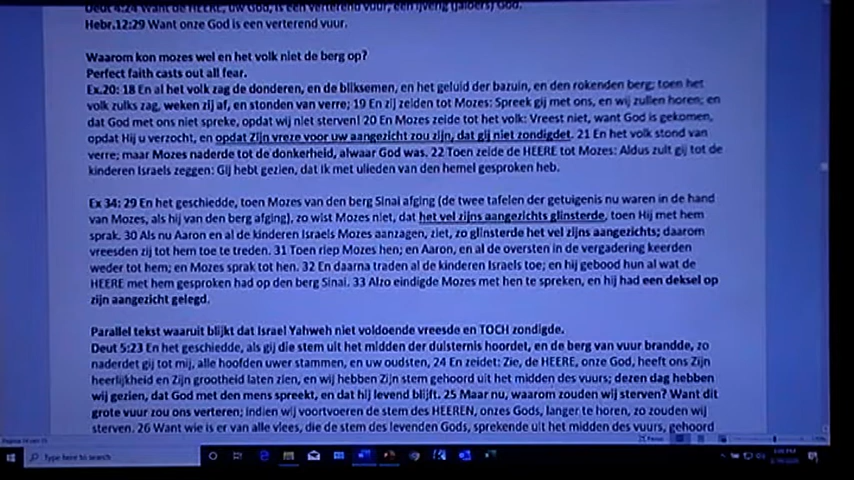 Deut 4:24 Want de HEERE, uw God, is een verterend vuur, een ijverig (jaloers) God.
Hebr.12:29 Want onze God is een verterend vuur.
Waarom kon mozes wel en het volk niet de berg op?
Perfect faith casts out all fear.
Ex.20: 18 En al het volk zag de donderen, en de bliksemen, en het geluid der bazuin, en den rokenden berg; toen het
volk zulks zag, weken zij af, en stonden van verre; 19 En zij zeiden tot Mozes: Spreek gij met ons, en wij zullen horen; en
dat God met ons niet spreke, opdat wij niet sterven! 20 En Mozes zeide tot het volk: Vreest niet, want God is gekomen,
opdat Hij u verzocht, en opdat Zijn vreze voor uw aangezicht zou zijn, dat gij niet zondigdet. 21 En het volk stond van
verre; maar Mozes naderde tot de donkerheid, alwaar God was. 22 Toen zeide de HEERE tot Mozes: Aldus zult gij tot de
kinderen Israels zeggen: Gij hebt gezien, dat Ik met ulieden van den hemel gesproken heb.
Ex 34: 29 En het geschiedde, toen Mozes van den berg Sinai afging (de twee tafelen der getuigenis nu waren in de hand
van Mozes, als hij van den berg afging), zo wist Mozes niet, dat het vel zijns aangezichts glinsterde, toen Hij met hem
sprak. 30 Als nu Aaron en al de kinderen Israels Mozes aanzagen, ziet, zo glinsterde het vel zijns aangezichts; daarom
vreesden zij tot hem toe te treden. 31 Toen riep Mozes hen; en Aaron, en al de oversten in de vergadering keerden
weder tot hem; en Mozes sprak tot hen. 32 En daarna traden al de kinderen Israels toe; en hij gebood hun al wat de
HEERE met hem gesproken had op den berg Sinai. 33 Alzo eindigde Mozes met hen te spreken, en hij had een deksel op
zijn aangezicht gelegd.
Parallel tekst waaruit blijkt dat Israel Yahweh niet voldoende vreesde en TOCH zondigde.
Deut 5:23 En het geschiedde, als gij die stem uit het midden der duisternis hoordet, en de berg van vuur brandde, zo
naderdet gij tot mij, alle hoofden uwer stammen, en uw oudsten, 24 En zeidet: Zie, de HEERE, onze God, heeft ons Zijn
heerlijkheid en Zijn grootheid laten zien, en wij hebben Zijn stem gehoord uit het midden des vuurs; dezen dag hebben
wij gezien, dat God met den mens spreekt, en dat hij levend blijft. 25 Maar nu, waarom zouden wij sterven? Want dit
grote vuur zou ons verteren; indien wij voortvoeren de stem des HEEREN, onzes Gods, langer te horen, zo zouden wij
sterven. 26 Want wie is er van alle vlees, die de stem des levenden Gods, sprekende uit het midden des vuurs, gehoord
Type here to search